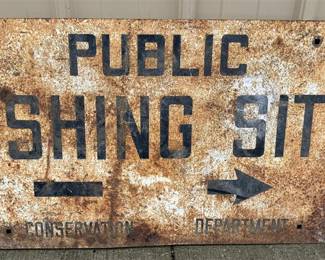 PUBLIC
SHING SIT
CONSERVATION DEPARTMENT